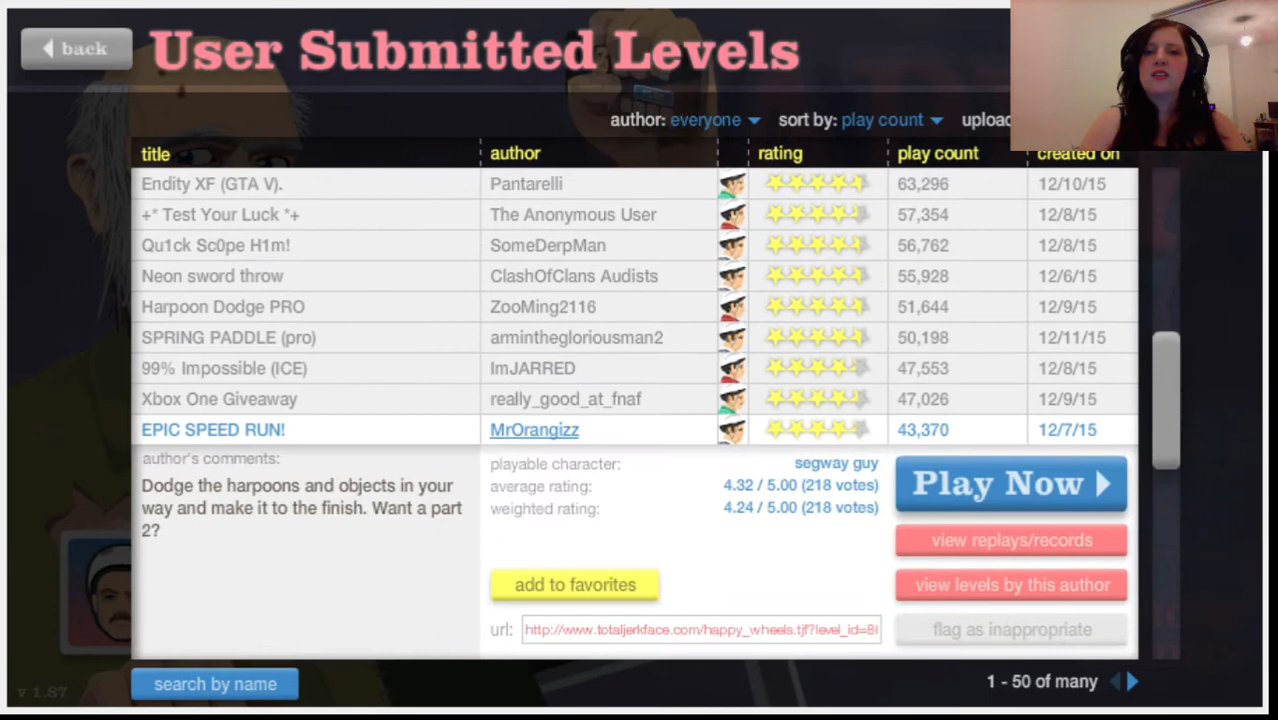 back
User Submitted Levels
author: everyone sort by: play count upload
title author rating play count created on
Endity XF (GTA V). Pantarelli 63,296 12/10/15
+* Test Your Luck *+ The Anonymous User 57,354 12/8/15
Qu1ck Sc0pe H1m! SomeDerpMan 56,762 12/8/15
Neon sword throw ClashOfClans Audists 55,928 12/6/15
Harpoon Dodge PRO ZooMing2116 51,644 12/9/15
SPRING PADDLE (pro) arminthegloriousman2 50,198 12/11/15
99% Impossible (ICE) ImJARRED 47,553 12/8/15
Xbox One Giveaway really_good_at_fnaf 47,026 12/9/15
EPIC SPEED RUN! MrOrangizz 43,370 12/7/15
author's comments:
Dodge the harpoons and objects in your
way and make it to the finish. Want a part
2?
playable character: segway guy
average rating: 4.32 / 5.00 (218 votes)
weighted rating: 4.24 / 5.00 (218 votes)
Play Now
view replays/records
add to favorites
view levels by this author
url: http://www.totaljerkface.com/happy_wheels.tjf?level_id=8
flag as inappropriate
v 1.87
search by name
1 - 50 of many